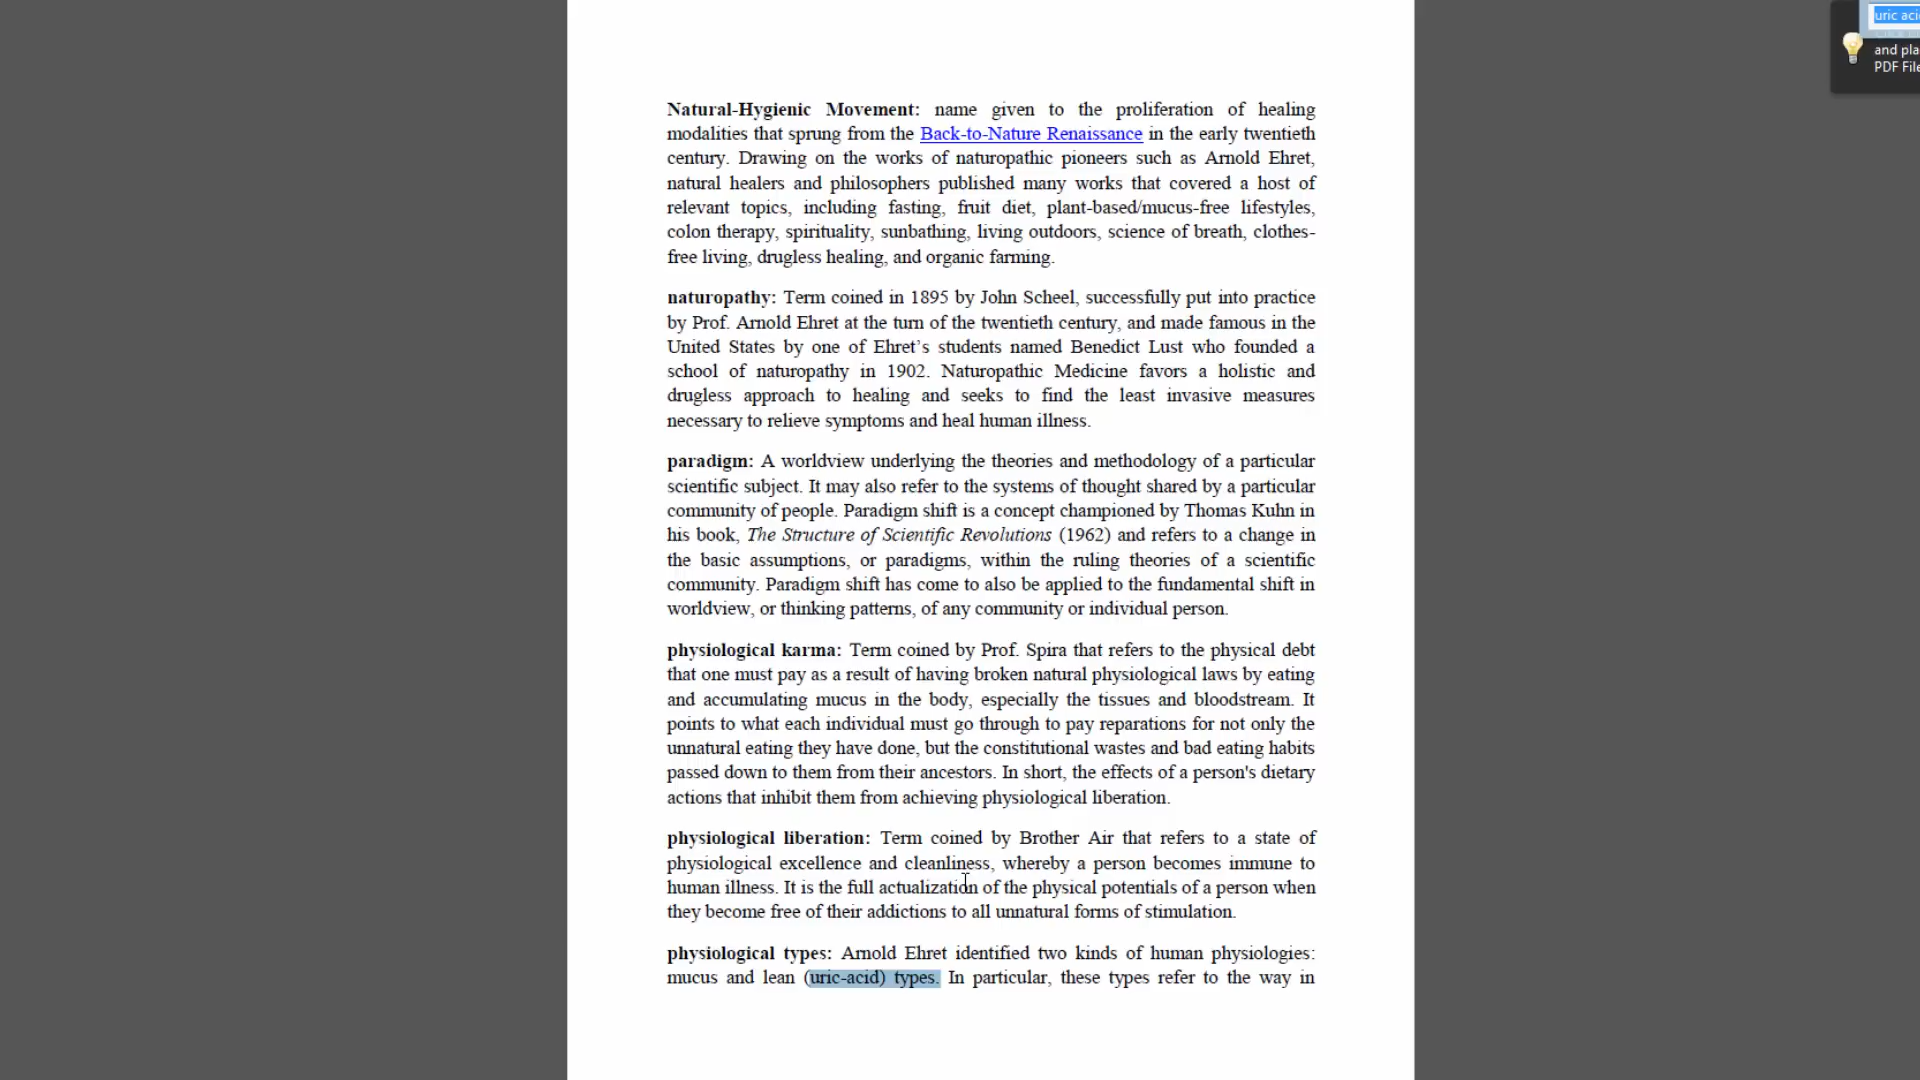 uric aci
and pla
PDF File
Natural-Hygienic Movement: name given to the proliferation of healing
modalities that sprung from the Back-to-Nature Renaissance in the early twentieth
century. Drawing on the works of naturopathic pioneers such as Arnold Ehret,
natural healers and philosophers published many works that covered a host of
relevant topics, including fasting, fruit diet, plant-based/mucus-free lifestyles,
colon therapy, spirituality, sunbathing, living outdoors, science of breath, clothes-
free living, drugless healing, and organic farming.
naturopathy: Term coined in 1895 by John Scheel, successfully put into practice
by Prof. Arnold Ehret at the turn of the twentieth century, and made famous in the
United States by one of Ehret’s students named Benedict Lust who founded a
school of naturopathy in 1902. Naturopathic Medicine favors a holistic and
drugless approach to healing and seeks to find the least invasive measures
necessary to relieve symptoms and heal human illness.
paradigm: A worldview underlying the theories and methodology of a particular
scientific subject. It may also refer to the systems of thought shared by a particular
community of people. Paradigm shift is a concept championed by Thomas Kuhn in
his book, The Structure of Scientific Revolutions (1962) and refers to a change in
the basic assumptions, or paradigms, within the ruling theories of a scientific
community. Paradigm shift has come to also be applied to the fundamental shift in
worldview, or thinking patterns, of any community or individual person.
physiological karma: Term coined by Prof. Spira that refers to the physical debt
that one must pay as a result of having broken natural physiological laws by eating
and accumulating mucus in the body, especially the tissues and bloodstream. It
points to what each individual must go through to pay reparations for not only the
unnatural eating they have done, but the constitutional wastes and bad eating habits
passed down to them from their ancestors. In short, the effects of a person's dietary
actions that inhibit them from achieving physiological liberation.
physiological liberation: Term coined by Brother Air that refers to a state of
physiological excellence and cleanliness, whereby a person becomes immune to
human illness. It is the full actualization of the physical potentials of a person when
they become free of their addictions to all unnatural forms of stimulation.
physiological types: Arnold Ehret identified two kinds of human physiologies:
mucus and lean (uric-acid) types. In particular, these types refer to the way in